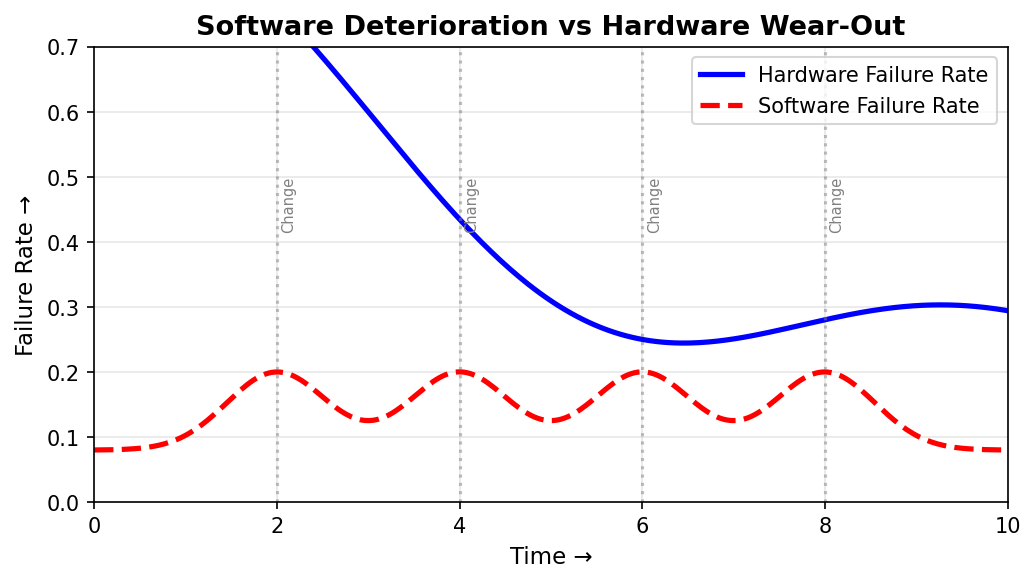 Software Deterioration vs Hardware Wear-Out
Hardware Failure Rate
Software Failure Rate
Failure Rate →
0.7
0.6
0.5
0.4
0.3
0.2
0.1
0.0
Change
Change
Change
Change
0
2
4
6
8
10
Time →